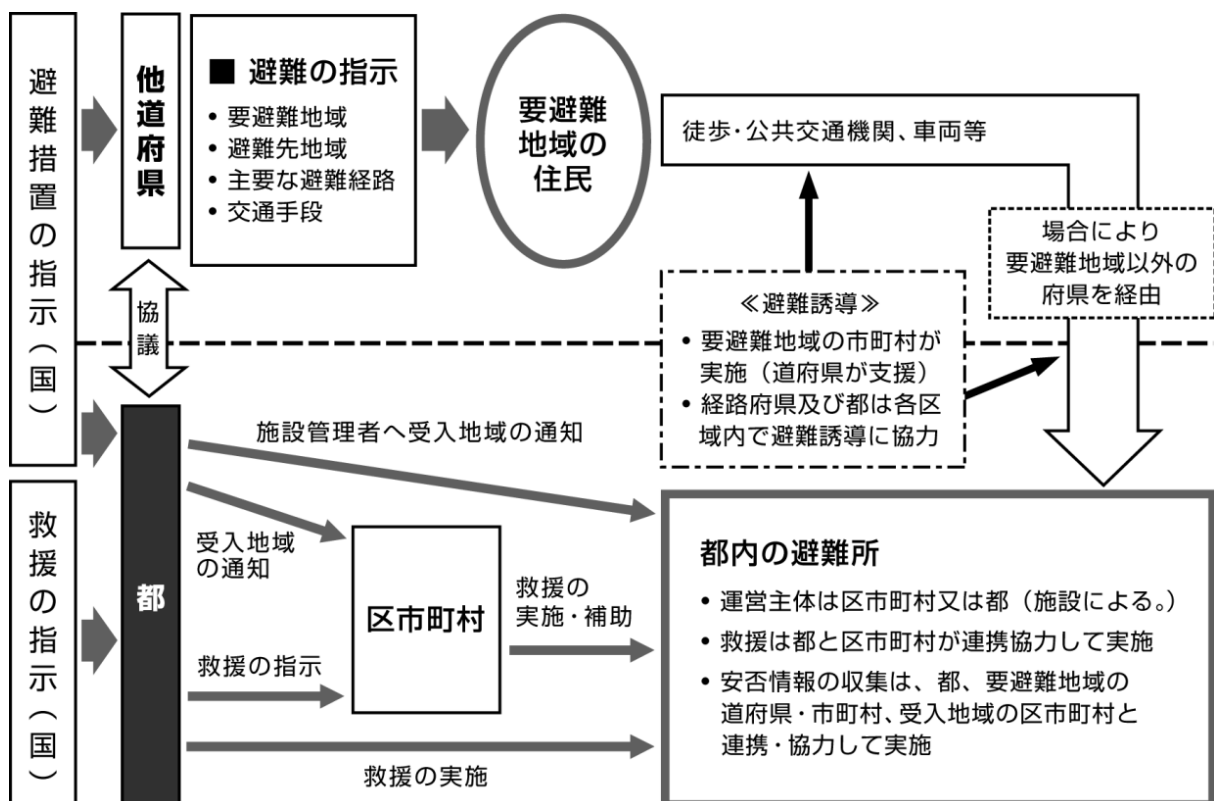 避難措置の指示（国）
他道府県
■ 避難の指示
• 要避難地域
• 避難先地域
• 主要な避難経路
• 交通手段
要避難
地域の
住民
徒歩・公共交通機関、車両等
場合により
要避難地域以外の
府県を経由
≪避難誘導≫
• 要避難地域の市町村が
実施（道府県が支援）
• 経路府県及び都は各区
域内で避難誘導に協力
協議
救援の指示（国）
都
施設管理者へ受入地域の通知
受入地域
の通知
区市町村
救援の
実施・補助
救援の指示
救援の実施
都内の避難所
• 運営主体は区市町村又は都（施設による。）
• 救援は都と区市町村が連携協力して実施
• 安否情報の収集は、都、要避難地域の
道府県・市町村、受入地域の区市町村と
連携・協力して実施